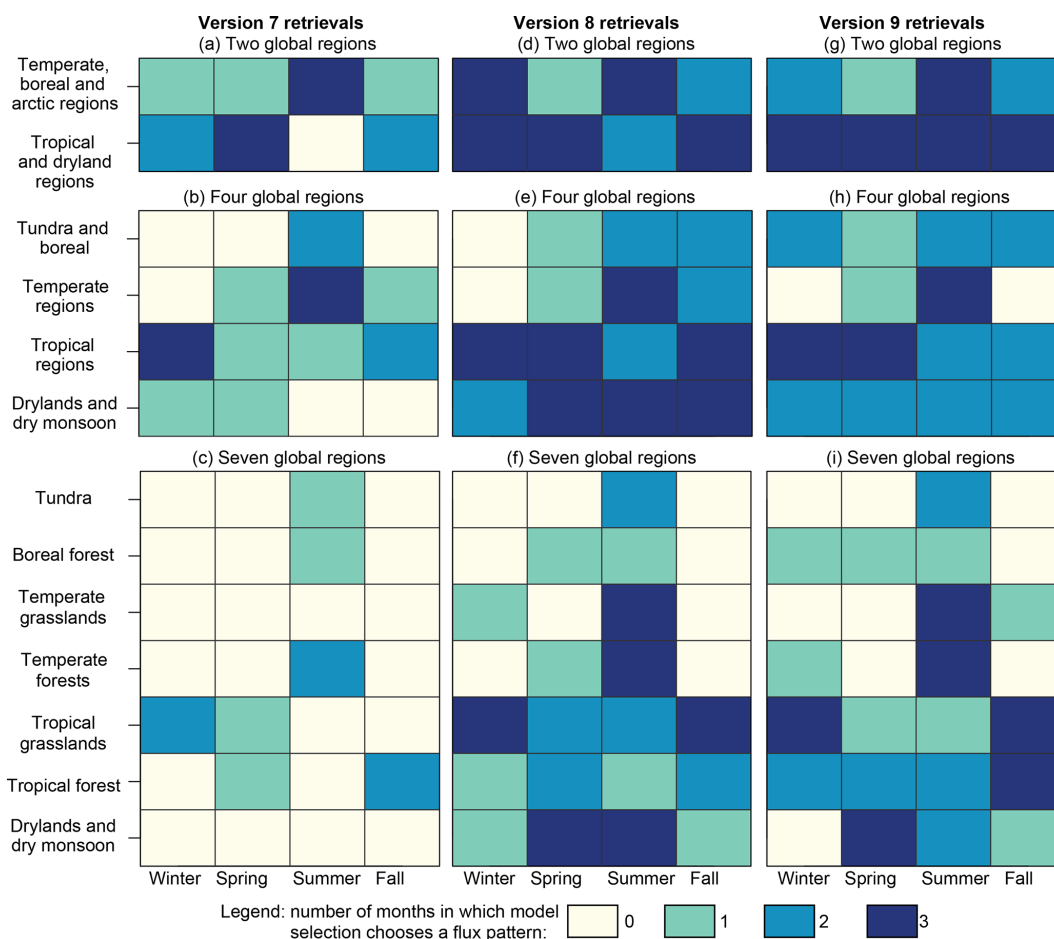 Version 7 retrievals
Version 8 retrievals
Version 9 retrievals
(a) Two global regions
(d) Two global regions
(g) Two global regions
Temperate,
boreal and
arctic regions
Tropical
and dryland
regions
(b) Four global regions
(e) Four global regions
(h) Four global regions
Tundra and
boreal
Temperate
regions
Tropical
regions
Drylands and
dry monsoon
(c) Seven global regions
(f) Seven global regions
(i) Seven global regions
Tundra
Boreal forest
Temperate
grasslands
Temperate
forests
Tropical
grasslands
Tropical forest
Drylands and
dry monsoon
Winter Spring Summer Fall
Winter Spring Summer Fall
Winter Spring Summer Fall
Legend: number of months in which model
selection chooses a flux pattern:
0 1 2 3